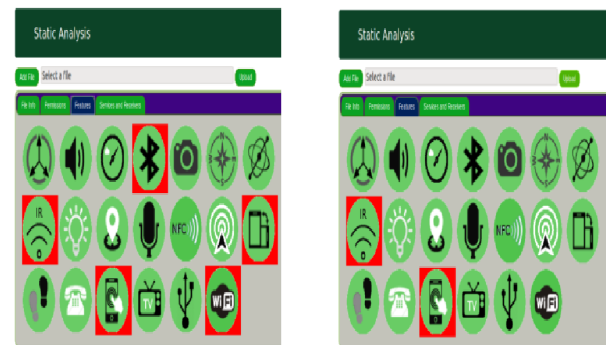 Static Analysis
Add File Select a file Upload
File Info Permissions Features Services and Receivers
IR
NFC
TV
Wi Fi
Static Analysis
Add File Select a file Upload
File Info Permissions Features Services and Receivers
IR
NFC
TV
Wi Fi